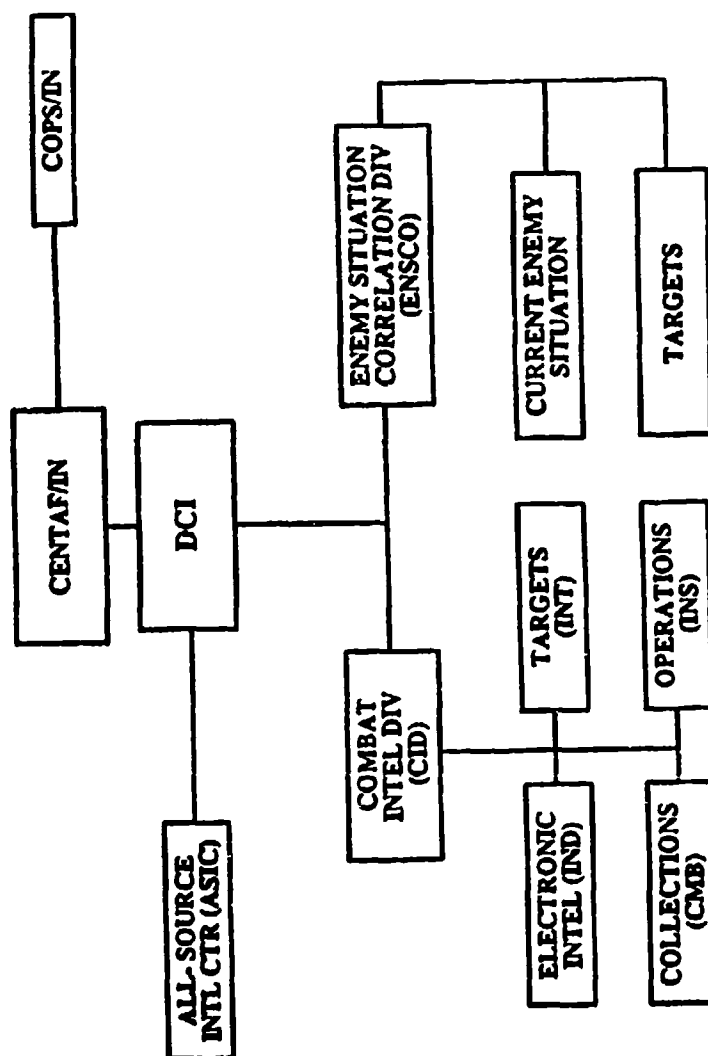 COPS/IN
CENTAF/IN
DCI
ALL- SOURCE
INTL CTR (ASIC)
COMBAT
INTEL DIV
(CID)
ENEMY SITUATION
CORRELATION DIV
(ENSCO)
ELECTRONIC
INTEL (IND)
TARGETS
(INT)
CURRENT ENEMY
SITUATION
COLLECTIONS
(CMB)
OPERATIONS
(INS)
TARGETS